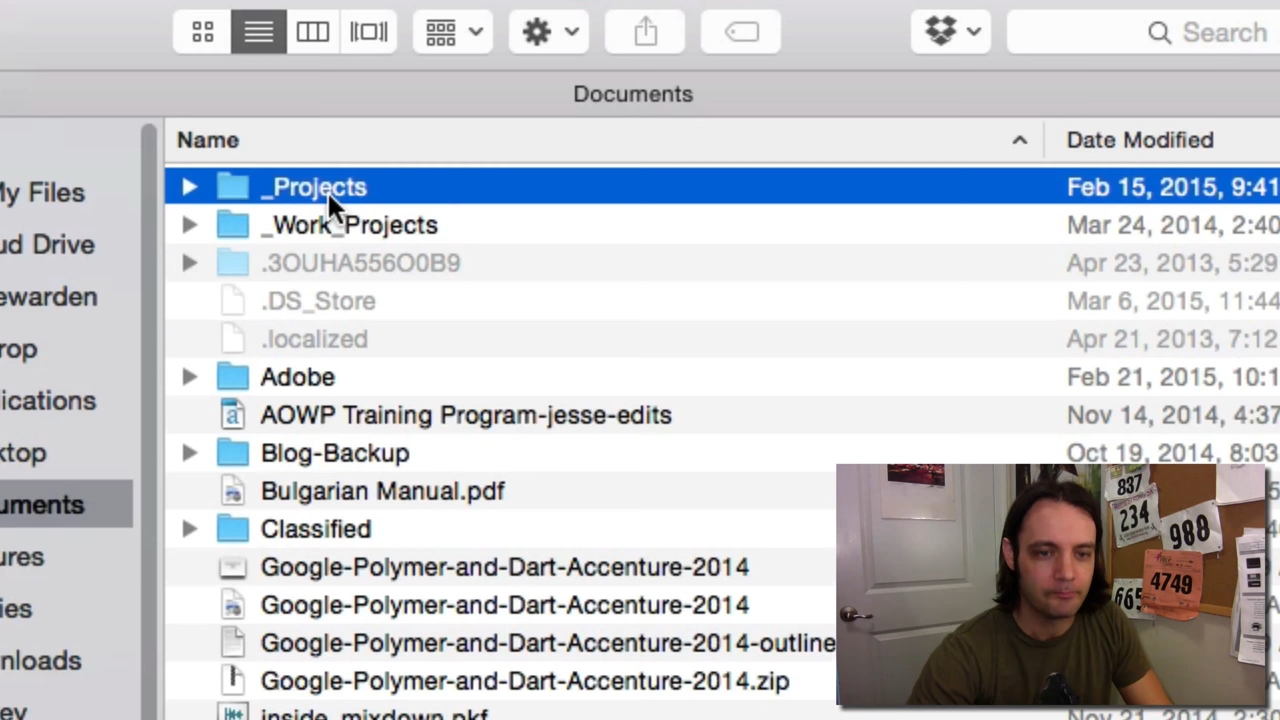 Search
Documents
Name Date Modified
My Files
ud Drive
ewarden
rop
ications
ktop
uments
ures
ies
nloads
_Projects Feb 15, 2015, 9:41
_Work_Projects Mar 24, 2014, 2:40
.3OUHA556O0B9 Apr 23, 2013, 5:29
.DS_Store Mar 6, 2015, 11:44
.localized Apr 21, 2013, 7:12
Adobe Feb 21, 2015, 10:1
AOWP Training Program-jesse-edits Nov 14, 2014, 4:37
Blog-Backup Oct 19, 2014, 8:03
Bulgarian Manual.pdf
Classified
Google-Polymer-and-Dart-Accenture-2014
Google-Polymer-and-Dart-Accenture-2014
Google-Polymer-and-Dart-Accenture-2014-outline
Google-Polymer-and-Dart-Accenture-2014.zip
inside_mixdown.pkf
837
234
988
4749
665